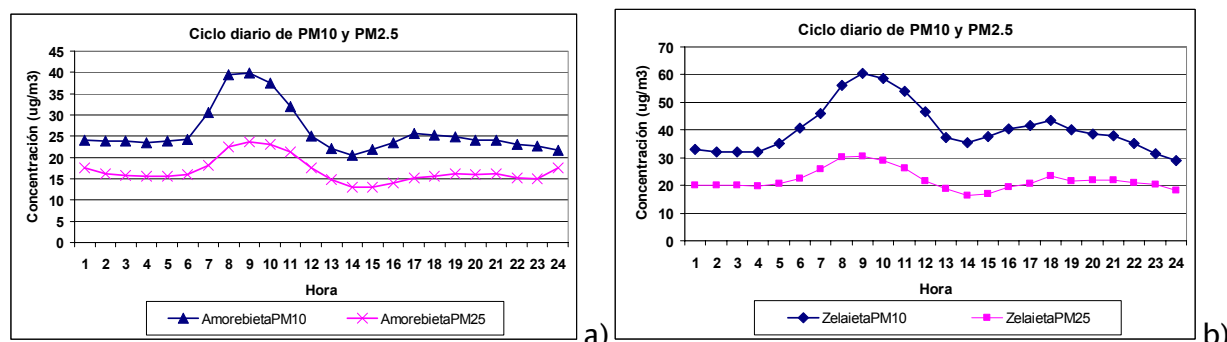 Ciclo diario de PM10 y PM2.5
Concentración (ug/m3)
45
40
35
30
25
20
15
10
5
0
1 2 3 4 5 6 7 8 9 10 11 12 13 14 15 16 17 18 19 20 21 22 23 24
Hora
AmorebietaPM10 AmorebietaPM25
a)
Ciclo diario de PM10 y PM2.5
Concentración (ug/m3)
70
60
50
40
30
20
10
0
1 2 3 4 5 6 7 8 9 10 11 12 13 14 15 16 17 18 19 20 21 22 23 24
Hora
ZelaietaPM10 ZelaietaPM25
b)